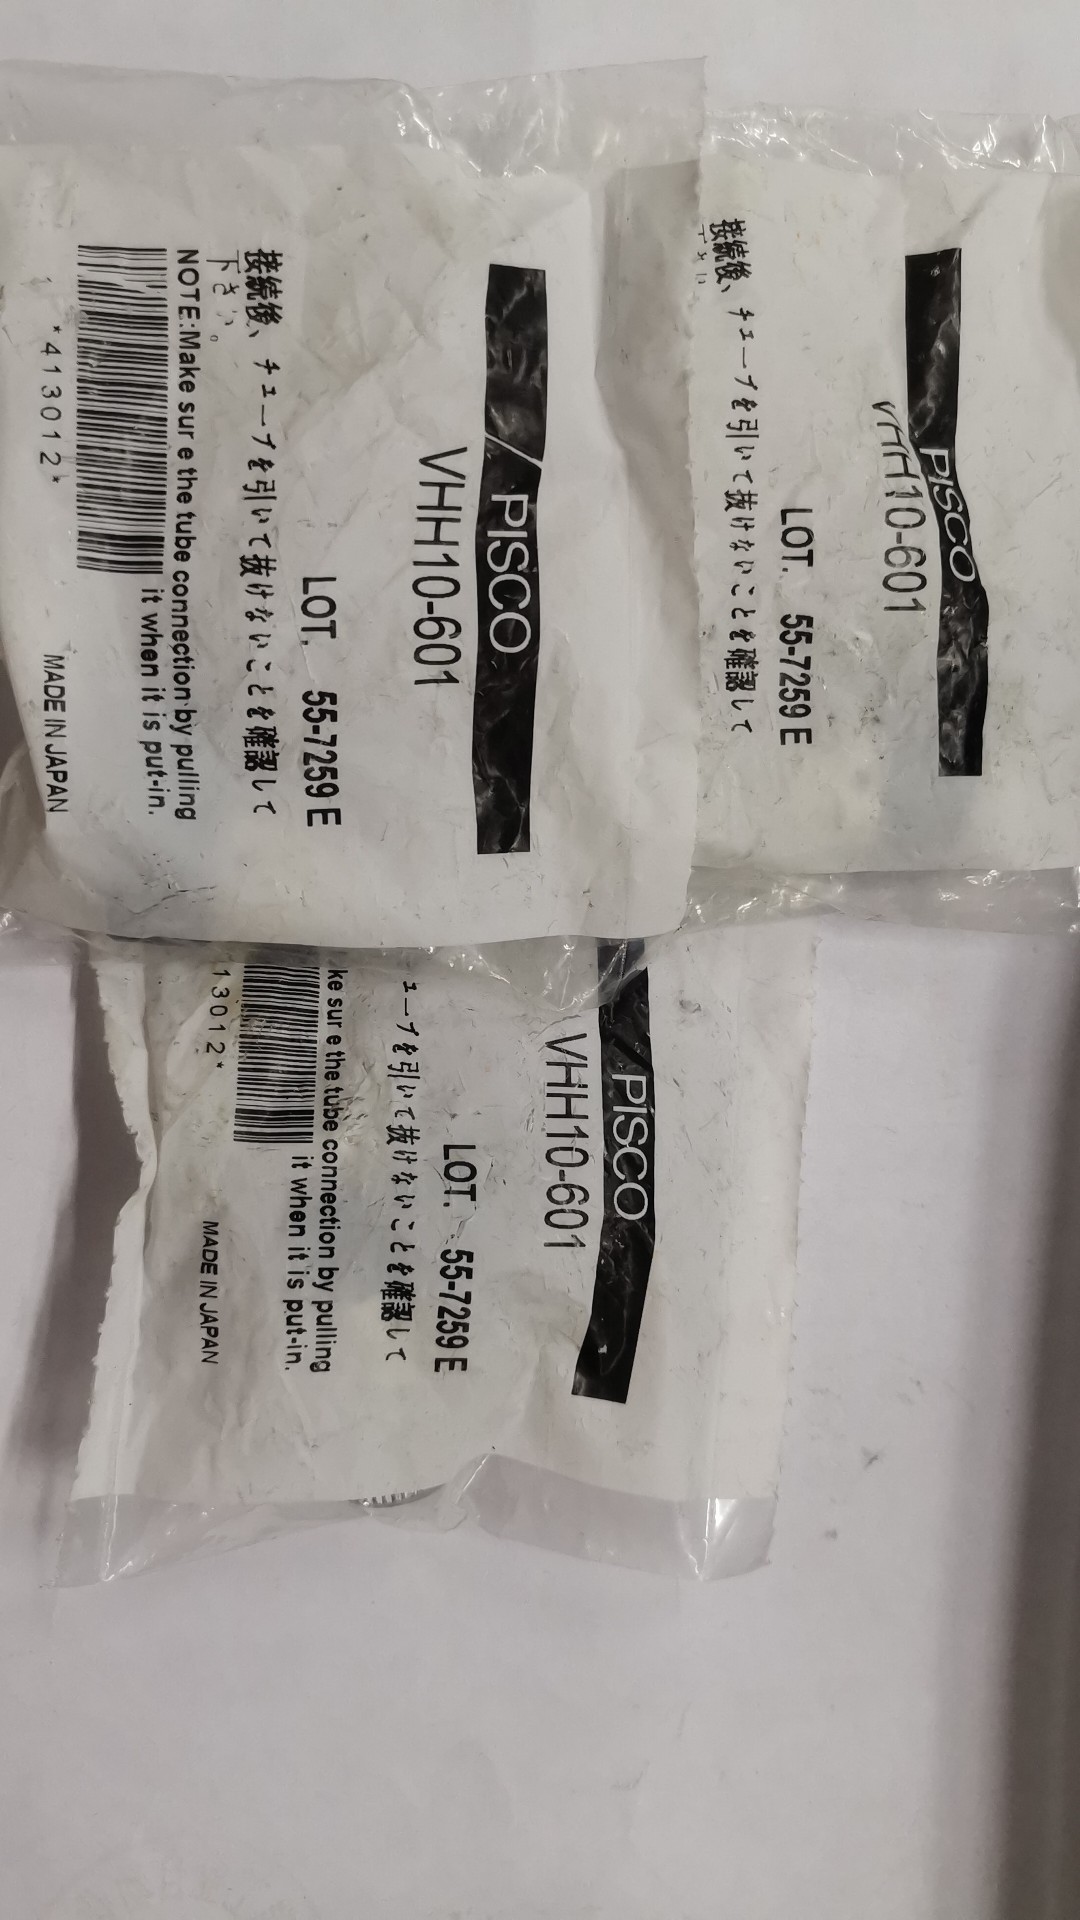 PISCO
VHH10-601
LOT. 55-7259 E
接続後、チューブを引いて抜けないことを確認して
下さい。
NOTE:Make sur e the tube connection by pulling
it when it is put-in.
*413012*
MADE IN JAPAN
PISCO
VHH10-601
LOT. 55-7259 E
接続後、チューブを引いて抜けないことを確認して
PISCO
VHH10-601
LOT. 55-7259 E
ューブを引いて抜けないことを確認して
ke sur e the tube connection by pulling
it when it is put-in.
13012*
MADE IN JAPAN